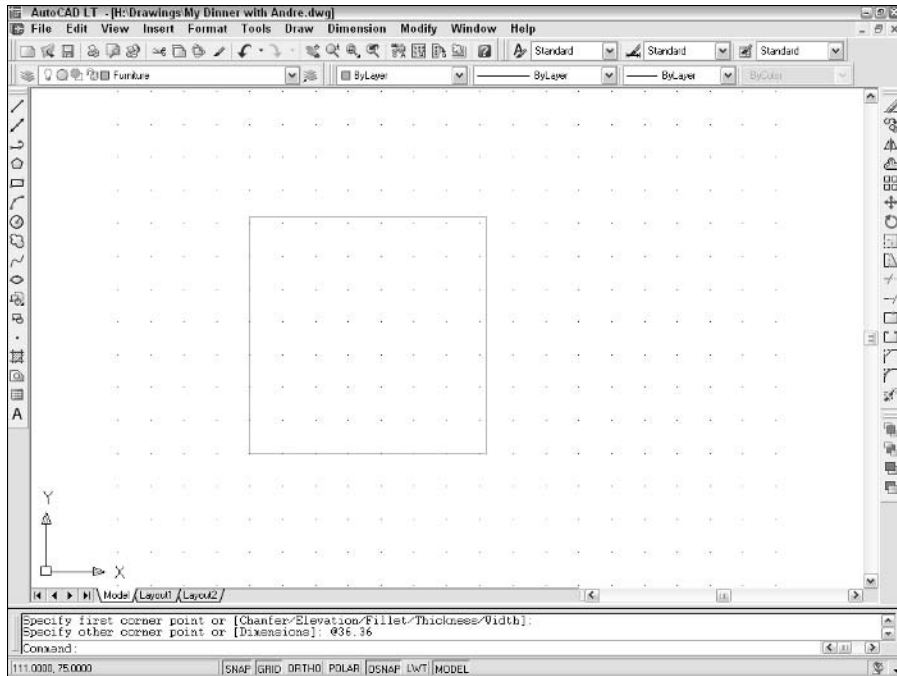 AutoCAD LT - [H:\Drawings\My Dinner with Andre.dwg]
File Edit View Insert Format Tools Draw Dimension Modify Window Help
Standard Standard Standard
Furniture ByLayer ByLayer ByLayer ByColor
A
Y
X
Model Layout1 Layout2
Specify first corner point or [Chamfer/Elevation/Fillet/Thickness/Width]:
Specify other corner point or [Dimensions]: @36,36
Command:
111.0000, 75.0000 SNAP GRID ORTHO POLAR OSNAP LWT MODEL